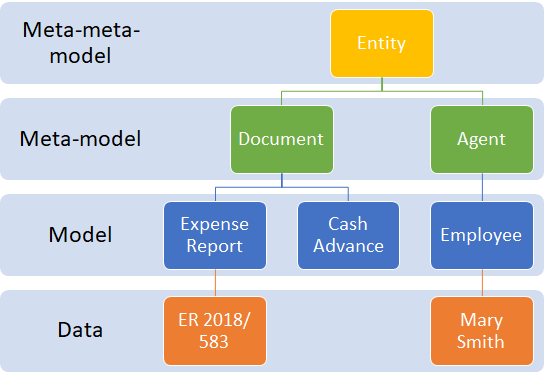 Meta-meta-
model
Entity
Meta-model
Document
Agent
Model
Expense
Report
Cash
Advance
Employee
Data
ER 2018/
583
Mary
Smith